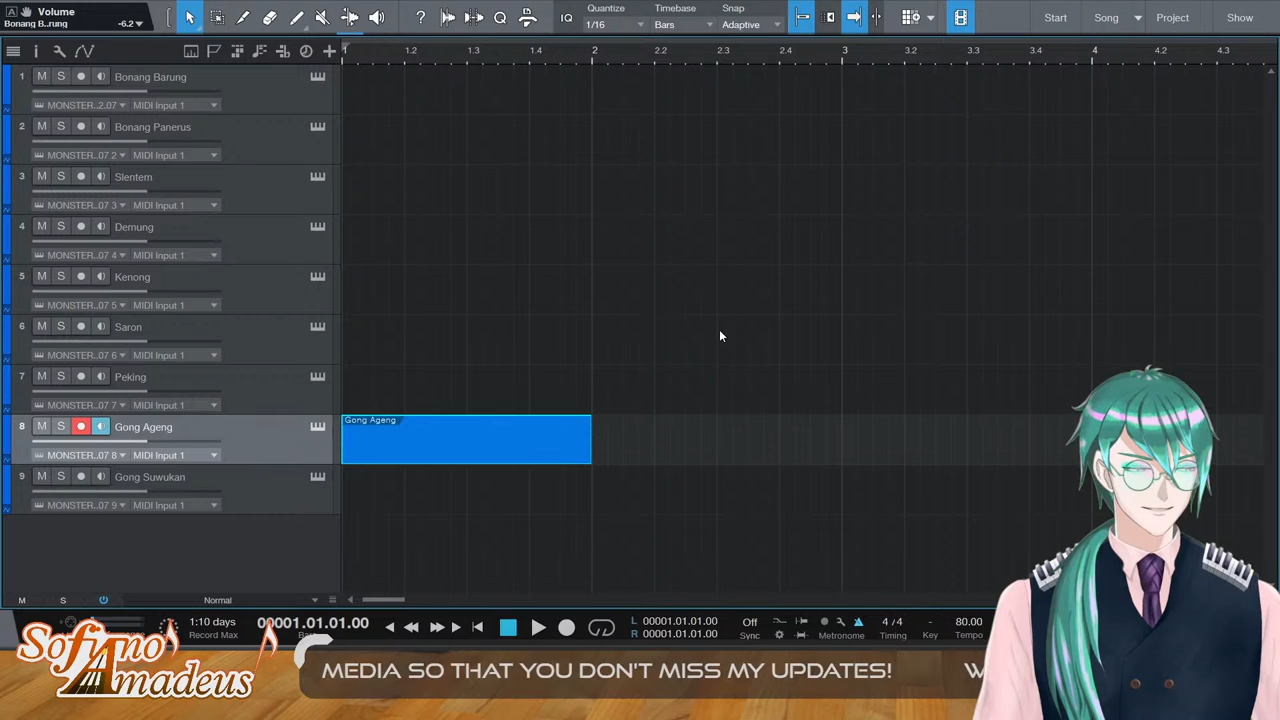 Volume
Bonang B..rung -6.2
IQ
Quantize
1/16
Timebase
Bars
Snap
Adaptive
Start
Song
Project
Show
1 1.2 1.3 1.4 2 2.2 2.3 2.4 3 3.2 3.3 3.4 4 4.2 4.3
1 M S Bonang Barung
MONSTER..2.07 MIDI Input 1
2 M S Bonang Panerus
MONSTER..07 2 MIDI Input 1
3 M S Slentem
MONSTER..07 3 MIDI Input 1
4 M S Demung
MONSTER..07 4 MIDI Input 1
5 M S Kenong
MONSTER..07 5 MIDI Input 1
6 M S Saron
MONSTER..07 6 MIDI Input 1
7 M S Peking
MONSTER..07 7 MIDI Input 1
8 M S Gong Ageng
MONSTER..07 8 MIDI Input 1
Gong Ageng
9 M S Gong Suwukan
MONSTER..07 9 MIDI Input 1
M S Normal
1:10 days
Record Max
00001.01.01.00
L 00001.01.01.00
R 00001.01.01.00
Off
Sync
Metronome
4 / 4
Timing
-
Key
80.00
Tempo
Sofiano
Amadeus
MEDIA SO THAT YOU DON'T MISS MY UPDATES! W